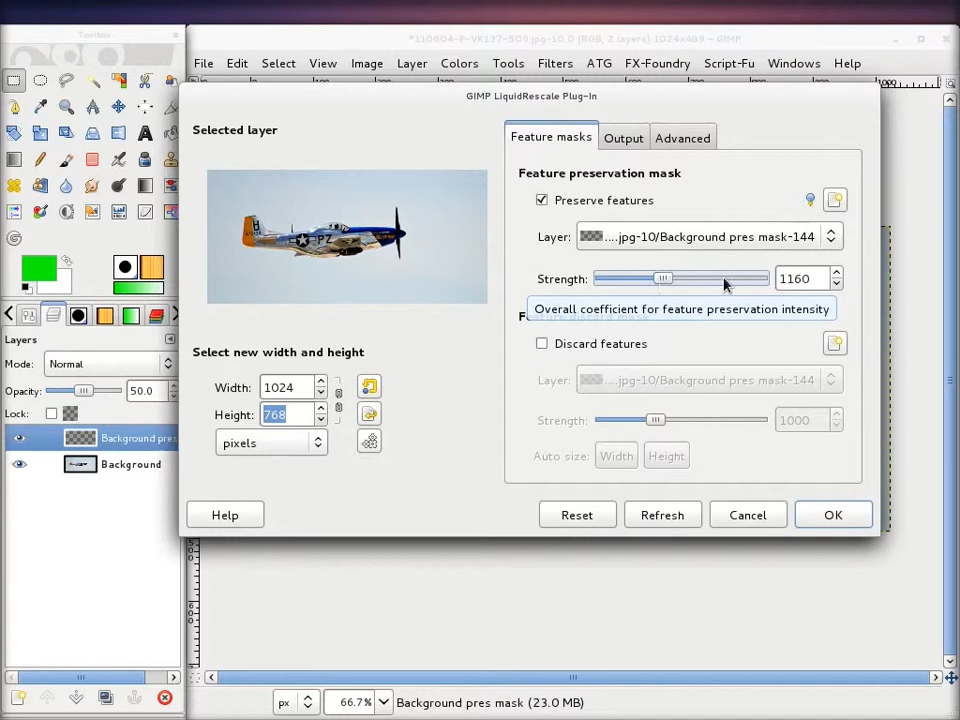 Toolbox
*110604-F-VK137-509.jpg-10.0 (RGB, 2 layers) 1024x409 – GIMP
File Edit Select View Image Layer Colors Tools Filters ATG FX-Foundry Script-Fu Windows Help
GIMP LiquidRescale Plug-In
Selected layer
Feature masks Output Advanced
Feature preservation mask
Preserve features
Layer: ....jpg-10/Background pres mask-144
Strength: 1160
Overall coefficient for feature preservation intensity
Discard features
Layer: ....jpg-10/Background pres mask-144
Strength: 1000
Auto size: Width Height
Select new width and height
Width: 1024
Height: 768
pixels
Help Reset Refresh Cancel OK
Layers
Mode: Normal
Opacity: 50.0
Lock:
Background pres
Background
px 66.7% Background pres mask (23.0 MB)
H
PZ